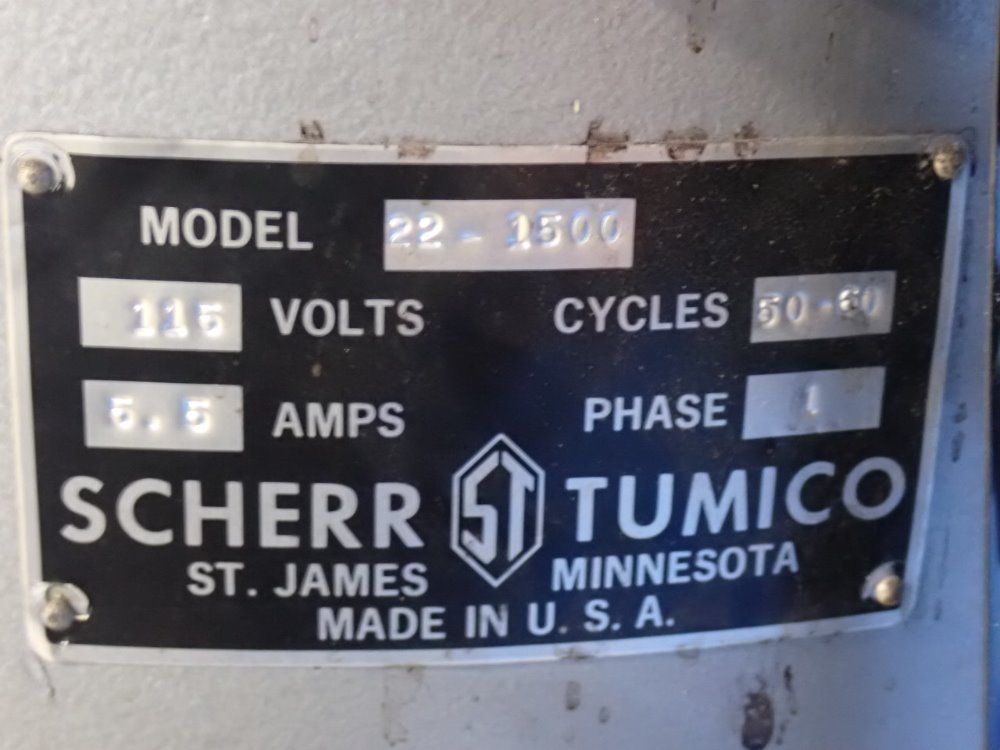 MODEL 22-1500
115 VOLTS CYCLES 50-60
5.5 AMPS PHASE 1
SCHERR ST TUMICO
ST. JAMES MINNESOTA
MADE IN U. S. A.